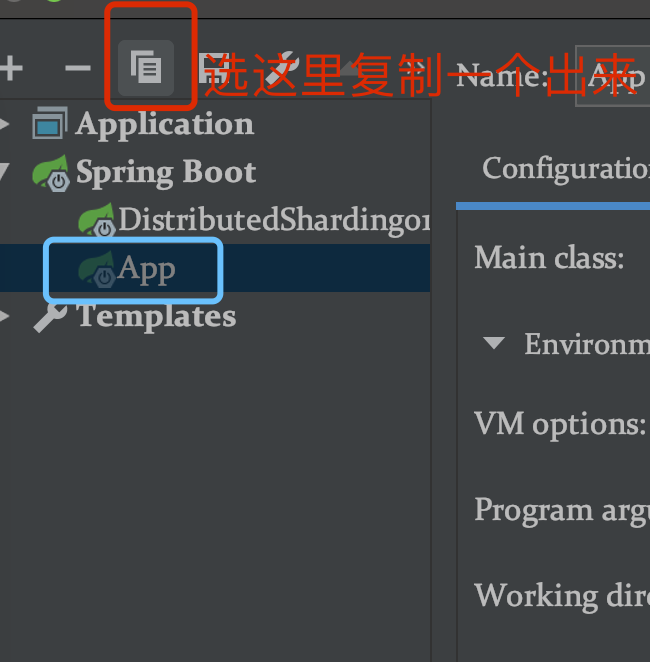 选这里复制一个出来
Name: App
Application
Spring Boot
DistributedShardingor
App
Templates
Configuration
Main class:
Environm
VM options:
Program argu
Working dire